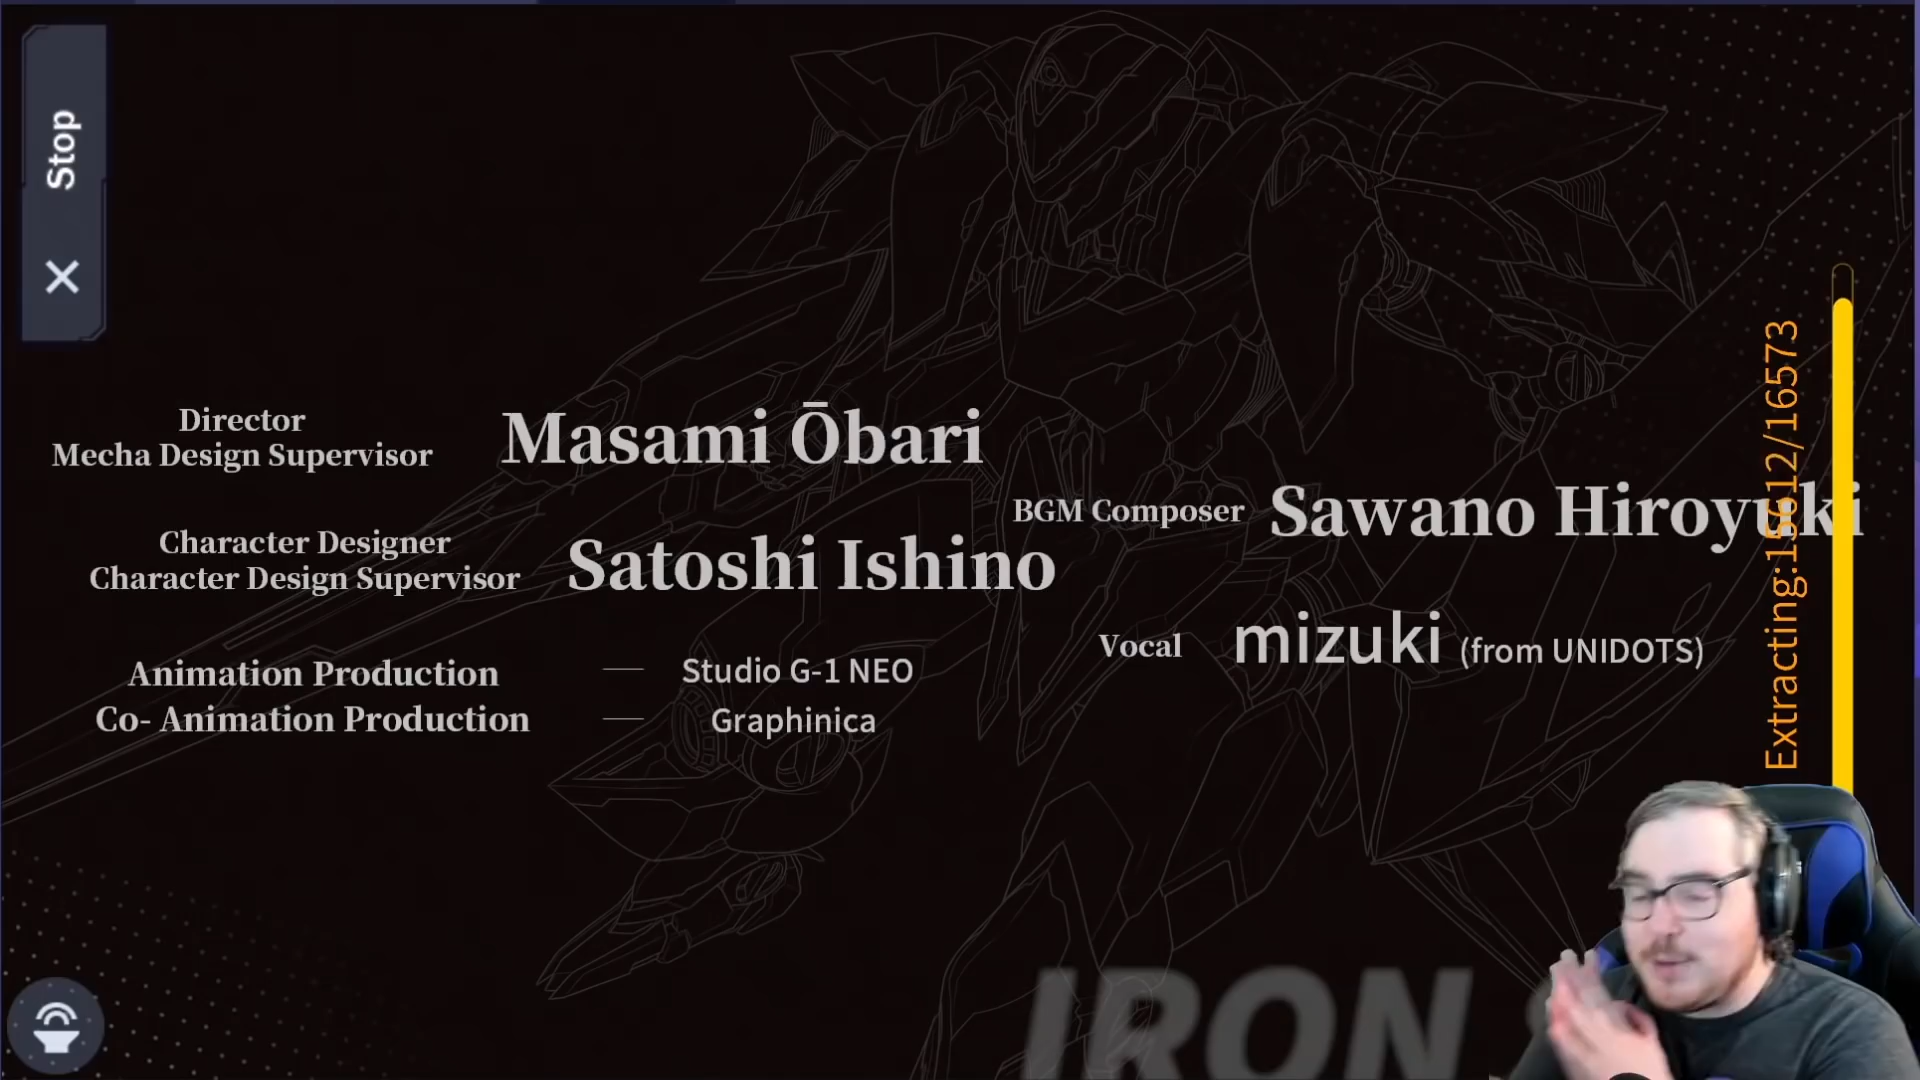 Stop
Director
Mecha Design Supervisor
Masami Ōbari
Character Designer
Character Design Supervisor
Satoshi Ishino
Animation Production — Studio G-1 NEO
Co- Animation Production — Graphinica
BGM Composer Sawano Hiroyuki
Vocal mizuki (from UNIDOTS)
Extracting:15612/16573
IRON